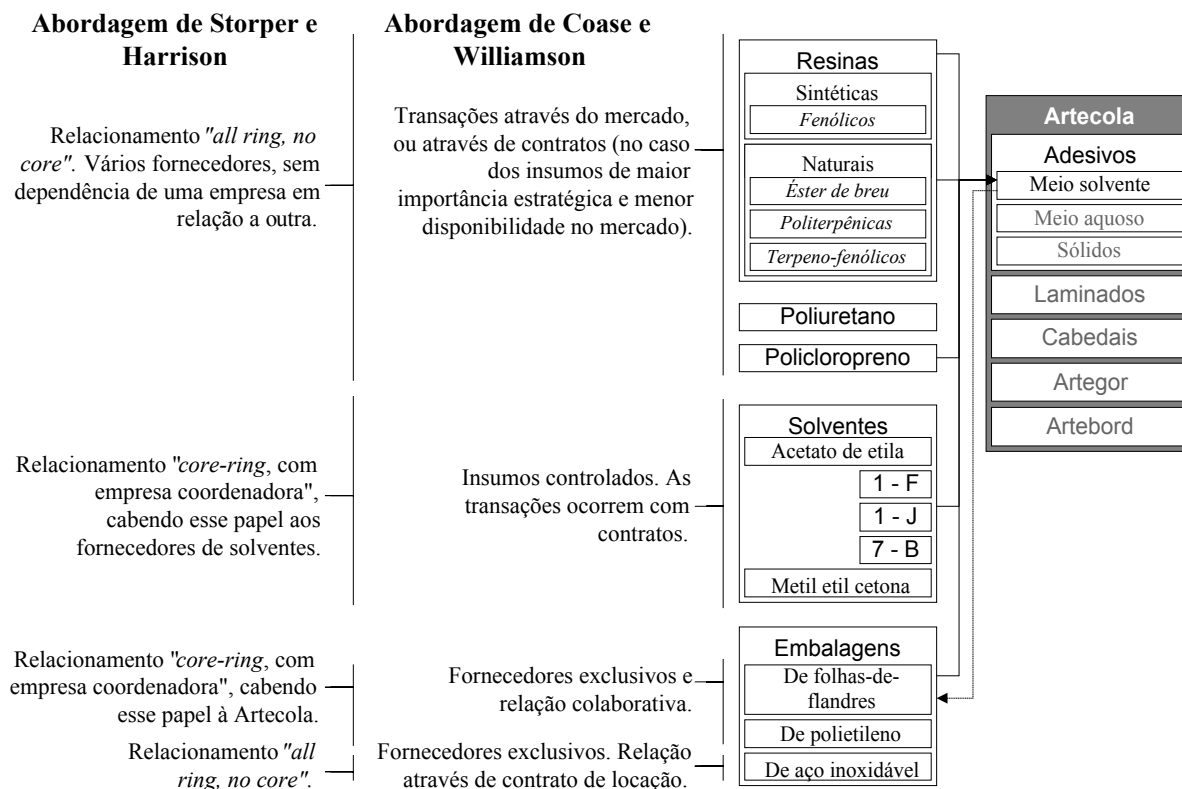 Abordagem de Storper e
Harrison
Relacionamento "all ring, no
core". Vários fornecedores, sem
dependência de uma empresa em
relação a outra.
Relacionamento "core-ring, com
empresa coordenadora",
cabendo esse papel aos
fornecedores de solventes.
Relacionamento "core-ring, com
empresa coordenadora", cabendo
esse papel à Artecola.
Relacionamento "all
ring, no core".
Abordagem de Coase e
Williamson
Transações através do mercado,
ou através de contratos (no caso
dos insumos de maior
importância estratégica e menor
disponibilidade no mercado).
Insumos controlados. As
transações ocorrem com
contratos.
Fornecedores exclusivos e
relação colaborativa.
Fornecedores exclusivos. Relação
através de contrato de locação.
Resinas
Sintéticas
Fenólicos
Naturais
Éster de breu
Politerpênicas
Terpeno-fenólicos
Poliuretano
Policloropreno
Solventes
Acetato de etila
1 - F
1 - J
7 - B
Metil etil cetona
Embalagens
De folhas-de-
flandres
De polietileno
De aço inoxidável
Artecola
Adesivos
Meio solvente
Meio aquoso
Sólidos
Laminados
Cabedais
Artegor
Artebord